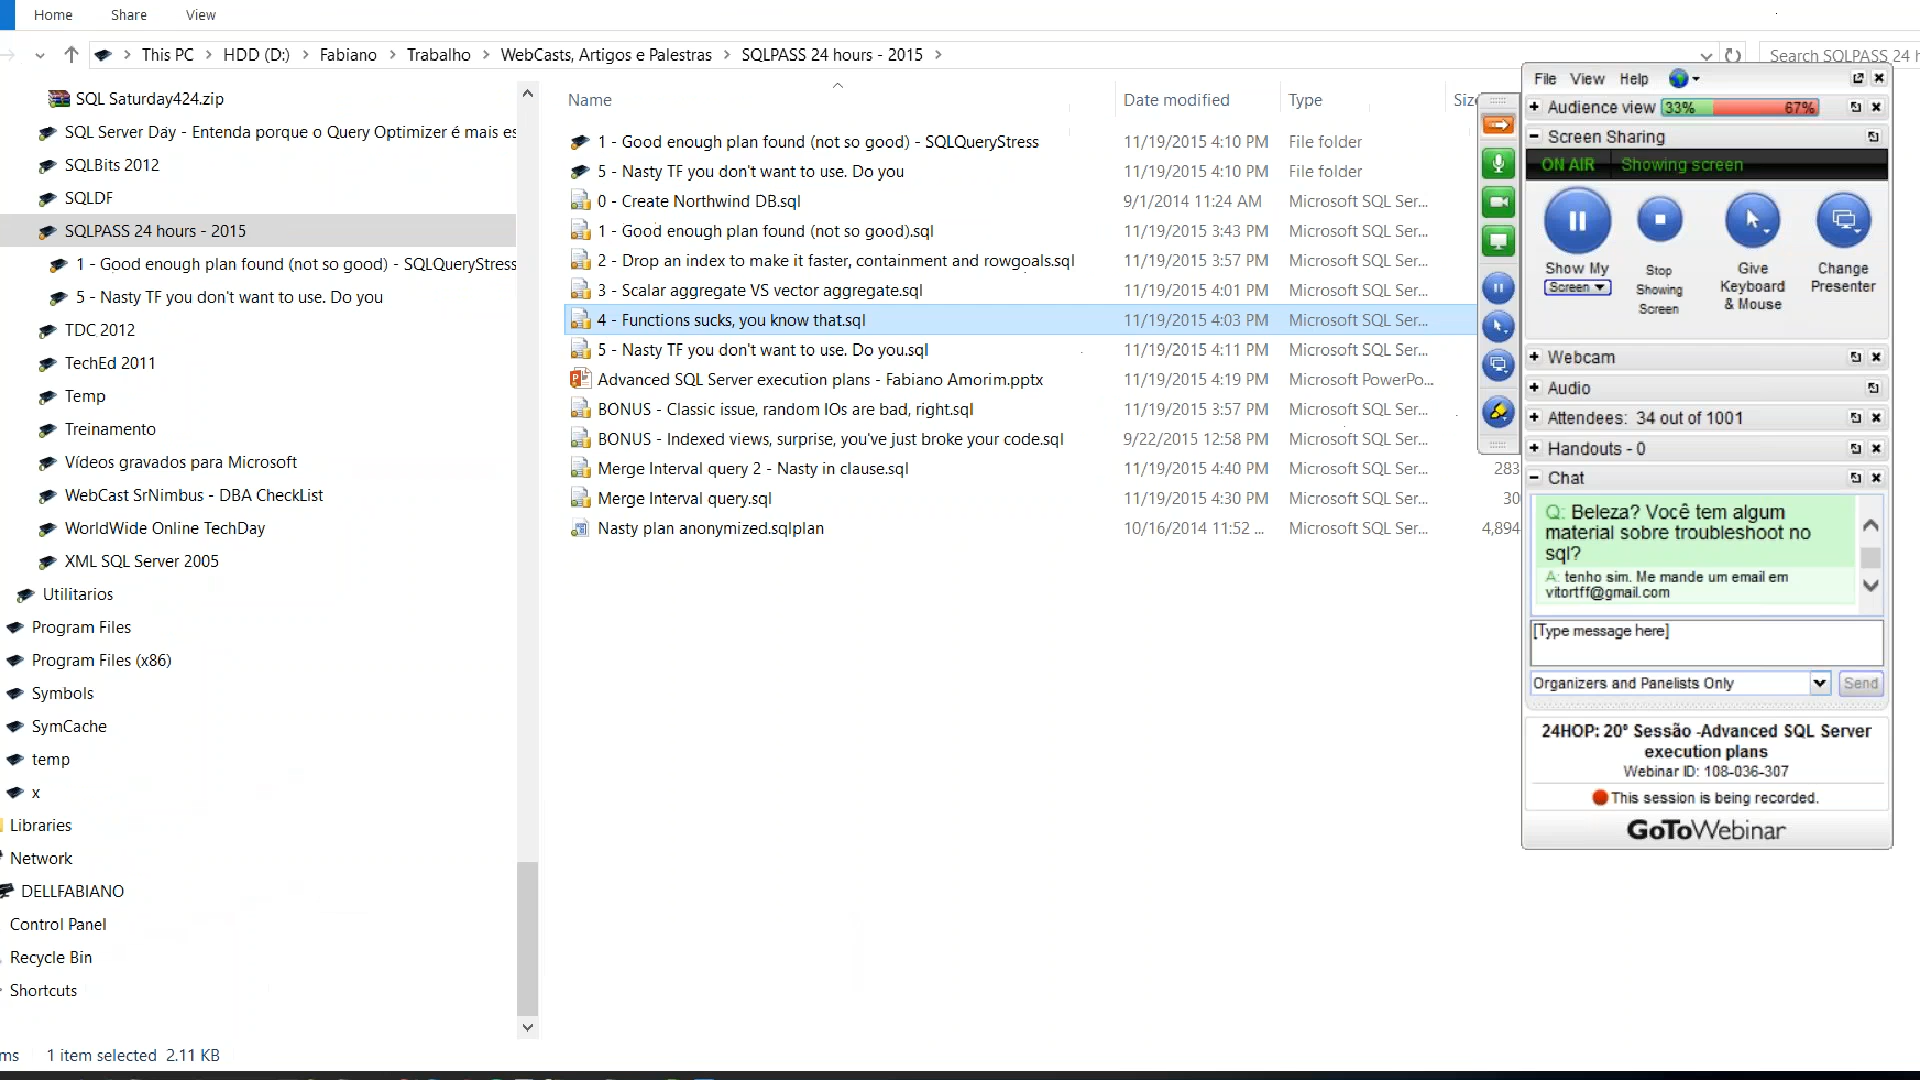 Home Share View
This PC > HDD (D:) > Fabiano > Trabalho > WebCasts, Artigos e Palestras > SQLPASS 24 hours - 2015 >
Search SQLPASS 24 h
SQL Saturday424.zip
SQL Server Day - Entenda porque o Query Optimizer é mais es
SQLBits 2012
SQLDF
SQLPASS 24 hours - 2015
1 - Good enough plan found (not so good) - SQLQueryStress
5 - Nasty TF you don't want to use. Do you
TDC 2012
TechEd 2011
Temp
Treinamento
Vídeos gravados para Microsoft
WebCast SrNimbus - DBA CheckList
WorldWide Online TechDay
XML SQL Server 2005
Utilitarios
Program Files
Program Files (x86)
Symbols
SymCache
temp
x
Libraries
Network
DELLFABIANO
Control Panel
Recycle Bin
Shortcuts
ms 1 item selected 2.11 KB
Name Date modified Type Siz
1 - Good enough plan found (not so good) - SQLQueryStress 11/19/2015 4:10 PM File folder
5 - Nasty TF you don't want to use. Do you 11/19/2015 4:10 PM File folder
0 - Create Northwind DB.sql 9/1/2014 11:24 AM Microsoft SQL Ser...
1 - Good enough plan found (not so good).sql 11/19/2015 3:43 PM Microsoft SQL Ser...
2 - Drop an index to make it faster, containment and rowgoals.sql 11/19/2015 3:57 PM Microsoft SQL Ser...
3 - Scalar aggregate VS vector aggregate.sql 11/19/2015 4:01 PM Microsoft SQL Ser...
4 - Functions sucks, you know that.sql 11/19/2015 4:03 PM Microsoft SQL Ser...
5 - Nasty TF you don't want to use. Do you.sql 11/19/2015 4:11 PM Microsoft SQL Ser...
Advanced SQL Server execution plans - Fabiano Amorim.pptx 11/19/2015 4:19 PM Microsoft PowerPo...
BONUS - Classic issue, random IOs are bad, right.sql 11/19/2015 3:57 PM Microsoft SQL Ser...
BONUS - Indexed views, surprise, you've just broke your code.sql 9/22/2015 12:58 PM Microsoft SQL Ser...
Merge Interval query 2 - Nasty in clause.sql 11/19/2015 4:40 PM Microsoft SQL Ser... 283
Merge Interval query.sql 11/19/2015 4:30 PM Microsoft SQL Ser... 30
Nasty plan anonymized.sqlplan 10/16/2014 11:52 ... Microsoft SQL Ser... 4,894
File View Help
Audience view 33% 67%
Screen Sharing
ON AIR Showing screen
Show My
Screen
Stop
Showing
Screen
Give
Keyboard
& Mouse
Change
Presenter
Webcam
Audio
Attendees: 34 out of 1001
Handouts - 0
Chat
Q: Beleza? Você tem algum
material sobre troubleshoot no
sql?
A: tenho sim. Me mande um email em
vitortff@gmail.com
[Type message here]
Organizers and Panelists Only Send
24HOP: 20ª Sessão -Advanced SQL Server
execution plans
Webinar ID: 108-036-307
This session is being recorded.
GoToWebinar